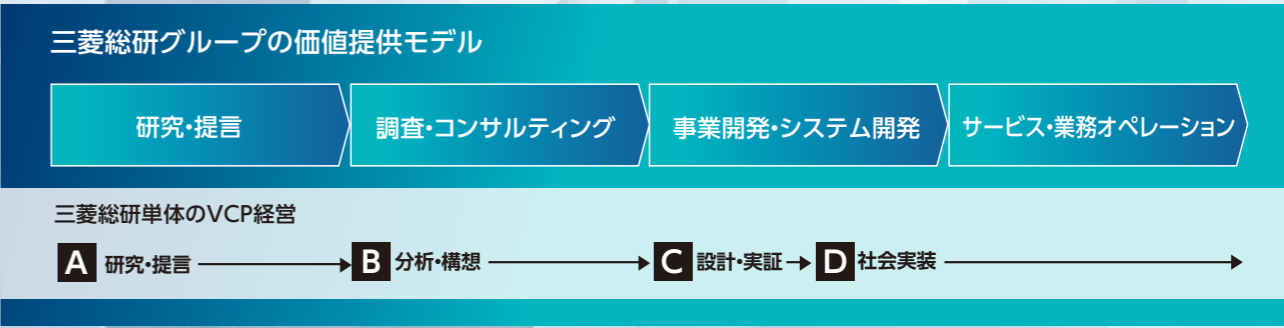 三菱総研グループの価値提供モデル
研究・提言
調査・コンサルティング
事業開発・システム開発
サービス・業務オペレーション
三菱総研単体のVCP経営
A 研究・提言
B 分析・構想
C 設計・実証
D 社会実装